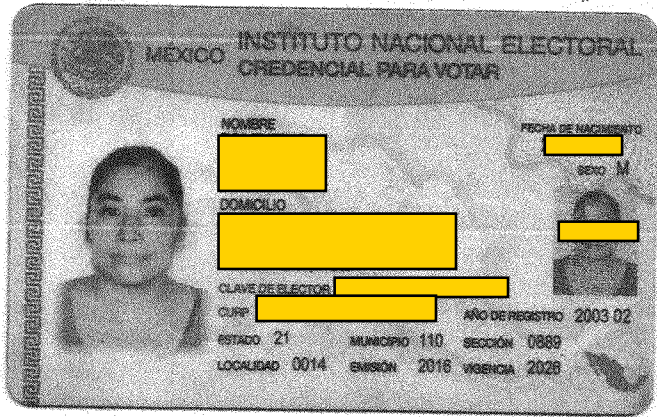 MÉXICO INSTITUTO NACIONAL ELECTORAL
CREDENCIAL PARA VOTAR
NOMBRE
FECHA DE NACIMIENTO
SEXO M
DOMICILIO
CLAVE DE ELECTOR
CURP
AÑO DE REGISTRO 2003 02
ESTADO 21 MUNICIPIO 110 SECCIÓN 0889
LOCALIDAD 0014 EMISIÓN 2016 VIGENCIA 2026